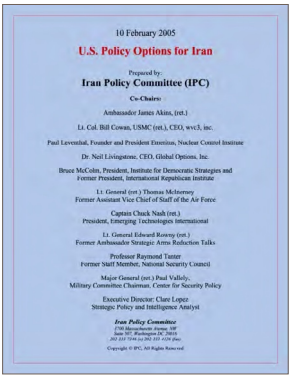 10 February 2005
U.S. Policy Options for Iran
Prepared by:
Iran Policy Committee (IPC)
Co-Chairs:
Ambassador James Akins, (ret.)
Lt. Col. Bill Cowan, USMC (ret.), CEO, wvc3, inc.
Paul Leventhal, Founder and President Emeritus, Nuclear Control Institute
Dr. Neil Livingstone, CEO, Global Options, Inc.
Bruce McColm, President, Institute for Democratic Strategies and
Former President, International Republican Institute
Lt. General (ret) Thomas McInerney
Former Assistant Vice Chief of Staff of the Air Force
Captain Chuck Nash (ret.)
President, Emerging Technologies International
Lt. General Edward Rowny (ret.)
Former Ambassador Strategic Arms Reduction Talks
Professor Raymond Tanter
Former Staff Member, National Security Council
Major General (ret.) Paul Vallely,
Military Committee Chairman, Center for Security Policy
Executive Director: Clare Lopez
Strategic Policy and Intelligence Analyst
Iran Policy Committee
Massachusetts Avenue, NW
Suite Washington DC
Copyright © IPC, All Rights Reserved